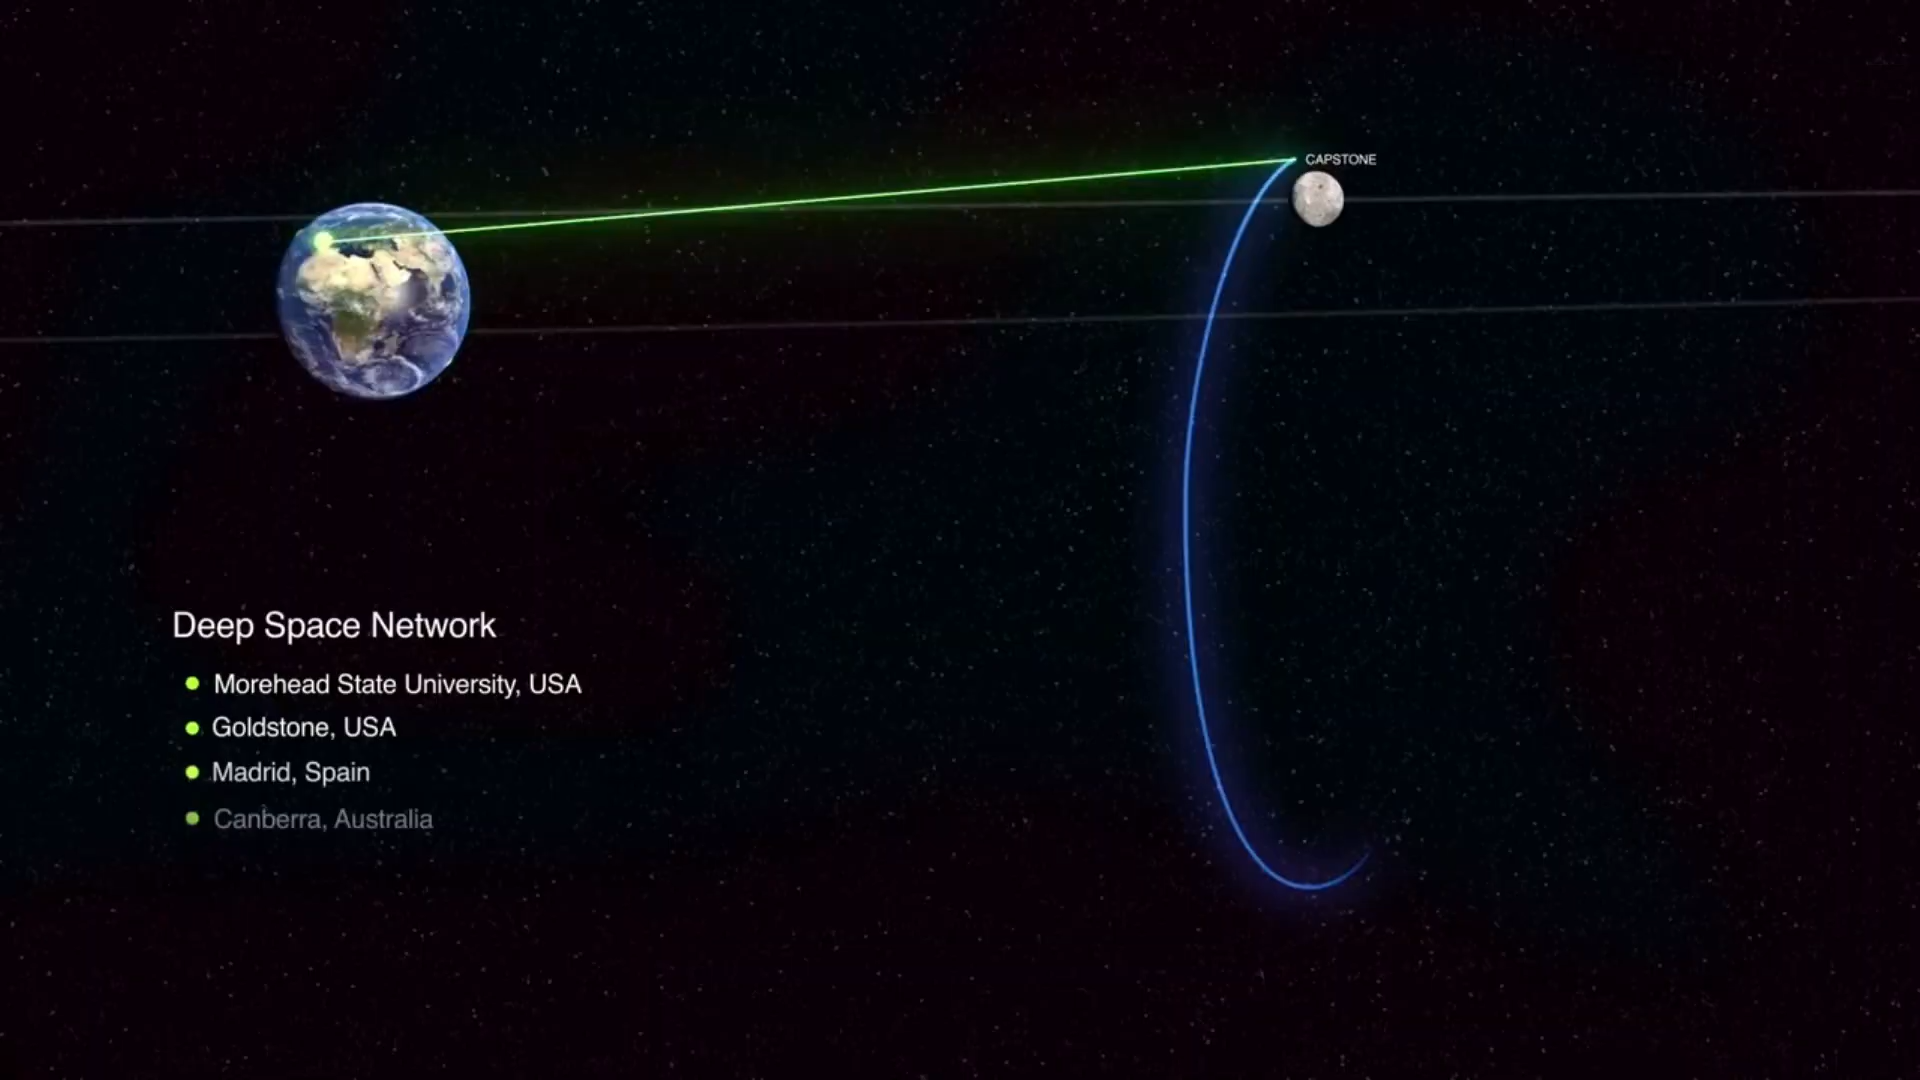 CAPSTONE
Deep Space Network
Morehead State University, USA
Goldstone, USA
Madrid, Spain
Canberra, Australia